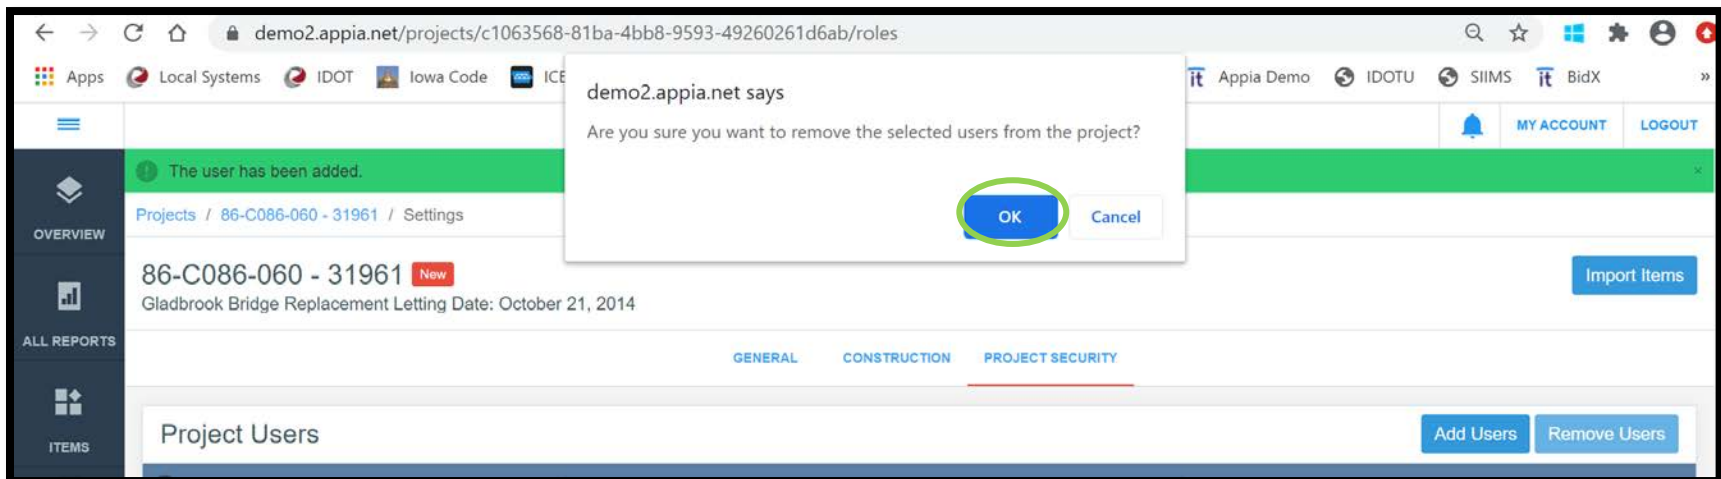 demo2.appia.net/projects/c1063568-81ba-4bb8-9593-49260261d6ab/roles
Apps Local Systems IDOT Iowa Code ICE it Appia Demo IDOTU SIIMS it BidX »
demo2.appia.net says
Are you sure you want to remove the selected users from the project?
OK Cancel
MY ACCOUNT LOGOUT
The user has been added. ×
OVERVIEW
Projects / 86-C086-060 - 31961 / Settings
86-C086-060 - 31961 New
Import Items
Gladbrook Bridge Replacement Letting Date: October 21, 2014
ALL REPORTS
GENERAL CONSTRUCTION PROJECT SECURITY
Project Users
Add Users Remove Users
ITEMS